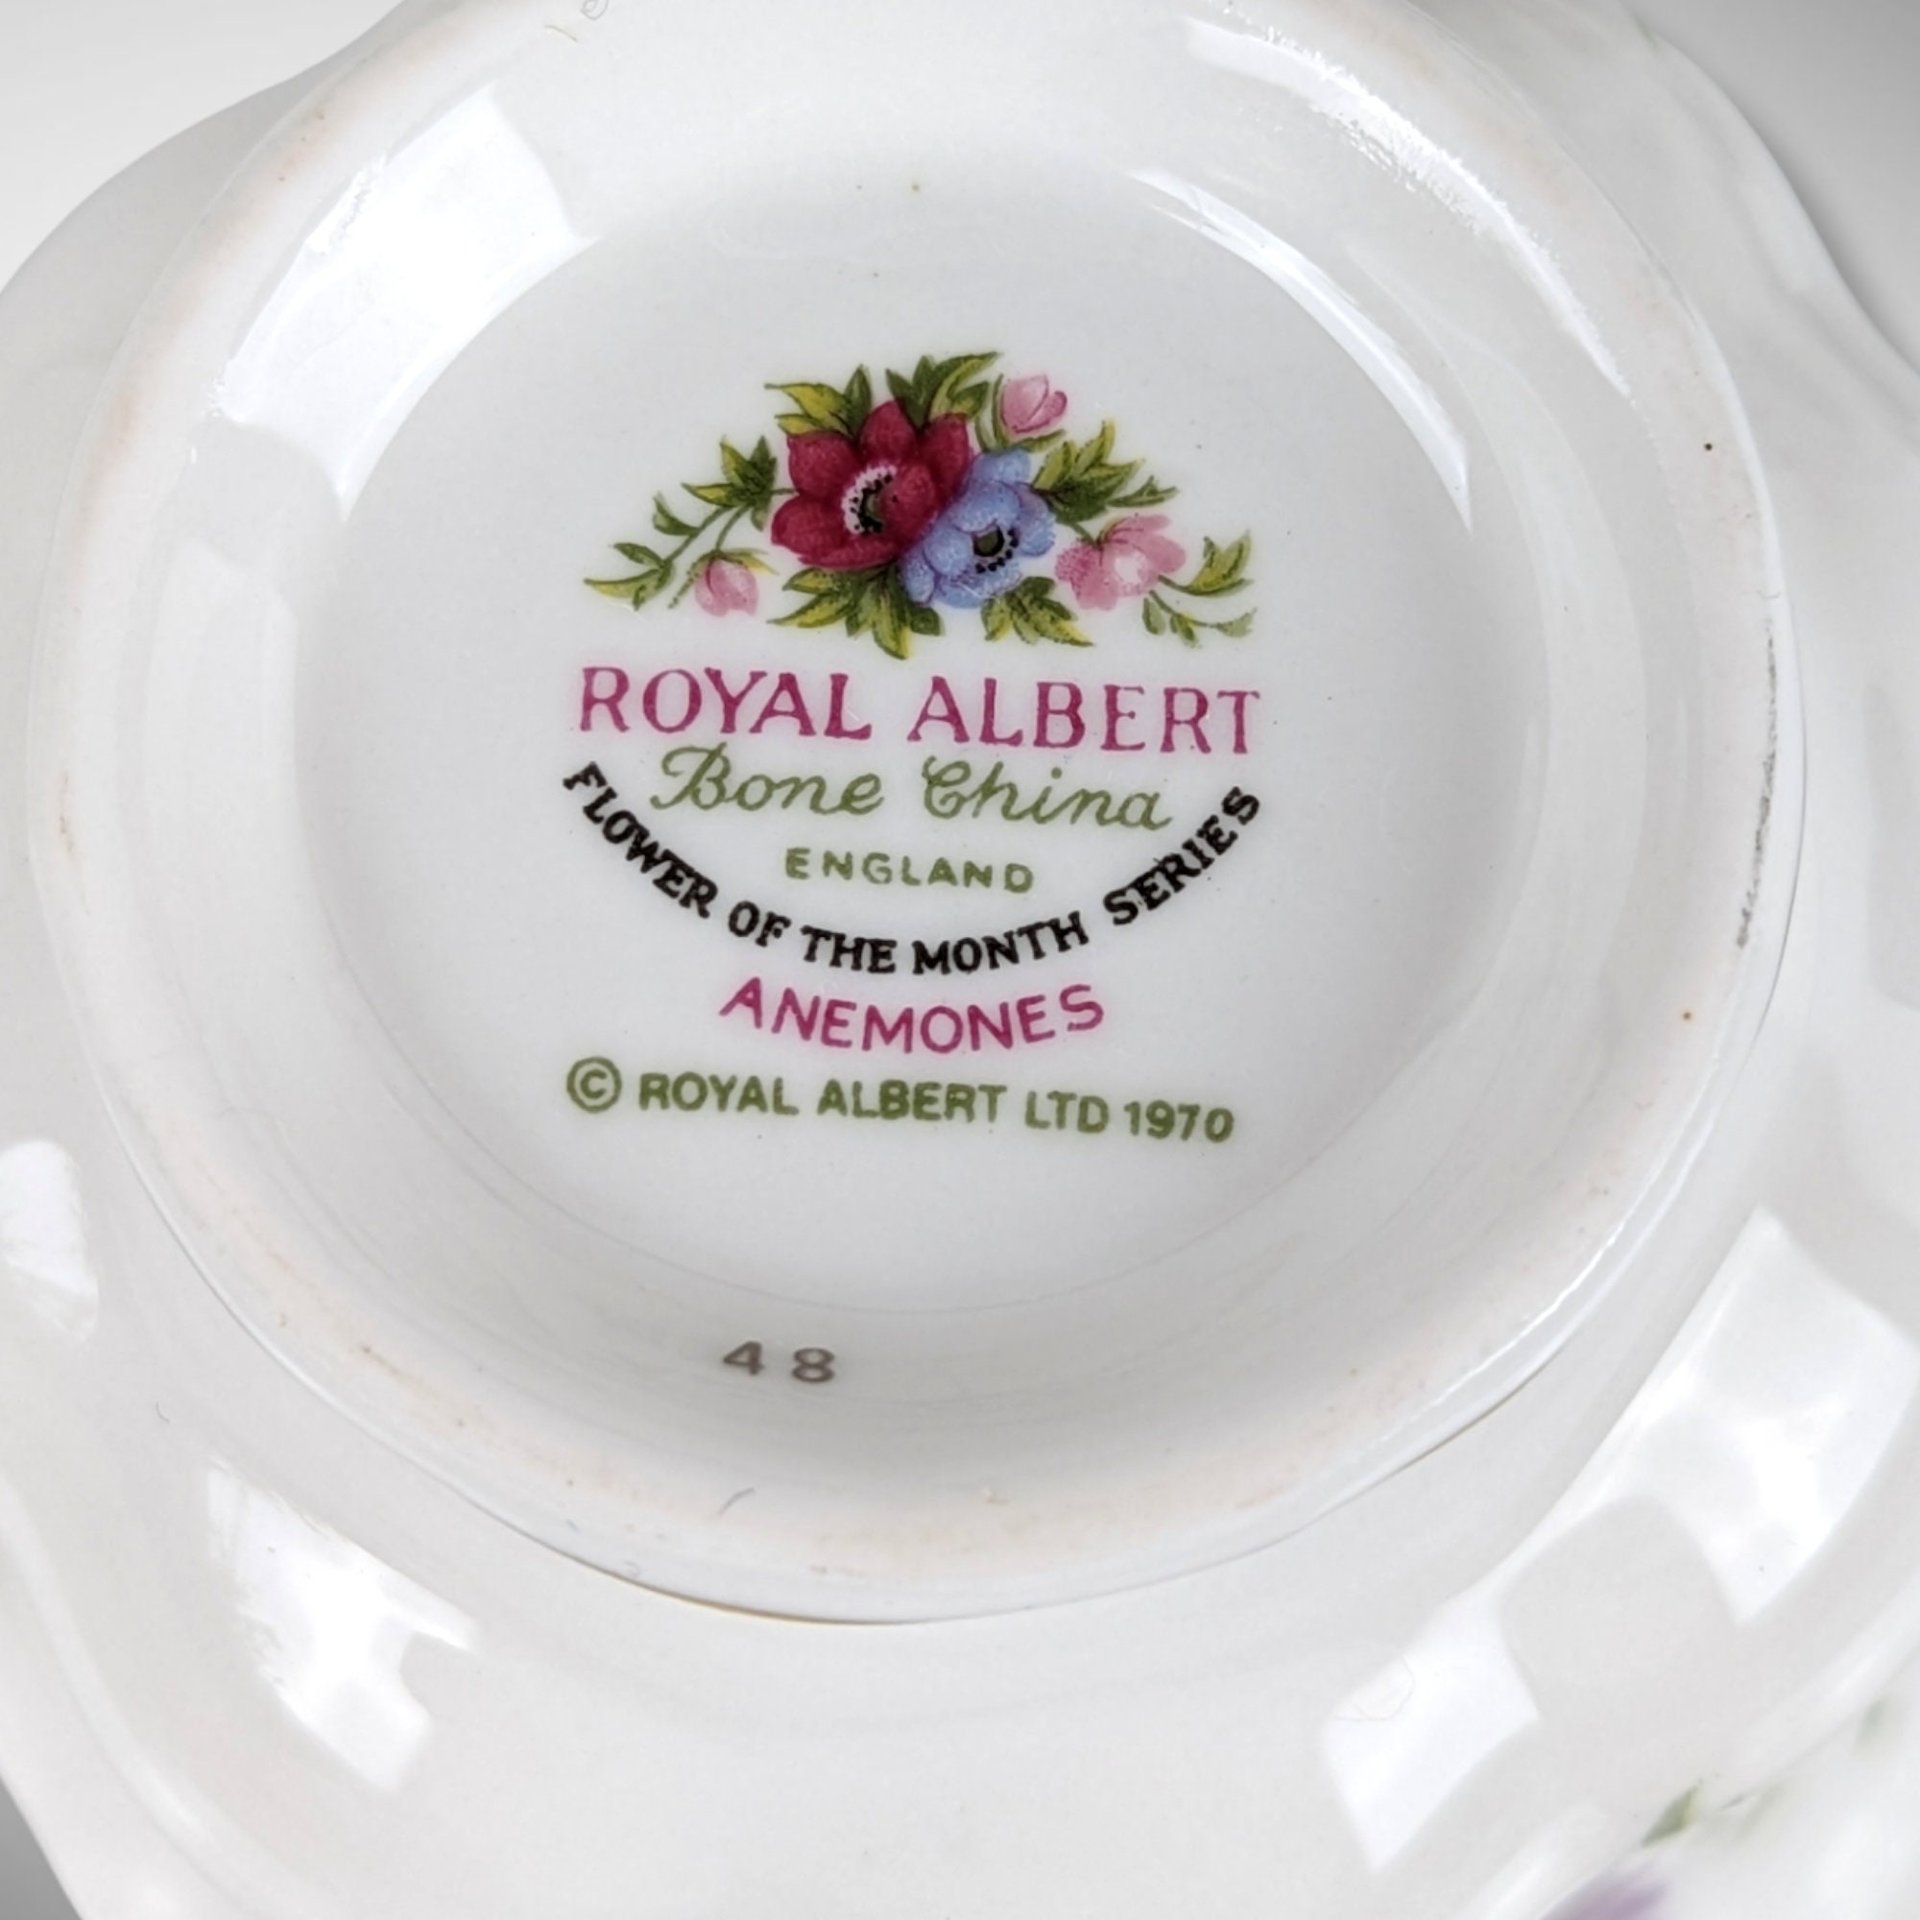 ROYAL ALBERT
Bone China
ENGLAND
FLOWER OF THE MONTH SERIES
ANEMONES
© ROYAL ALBERT LTD 1970
48